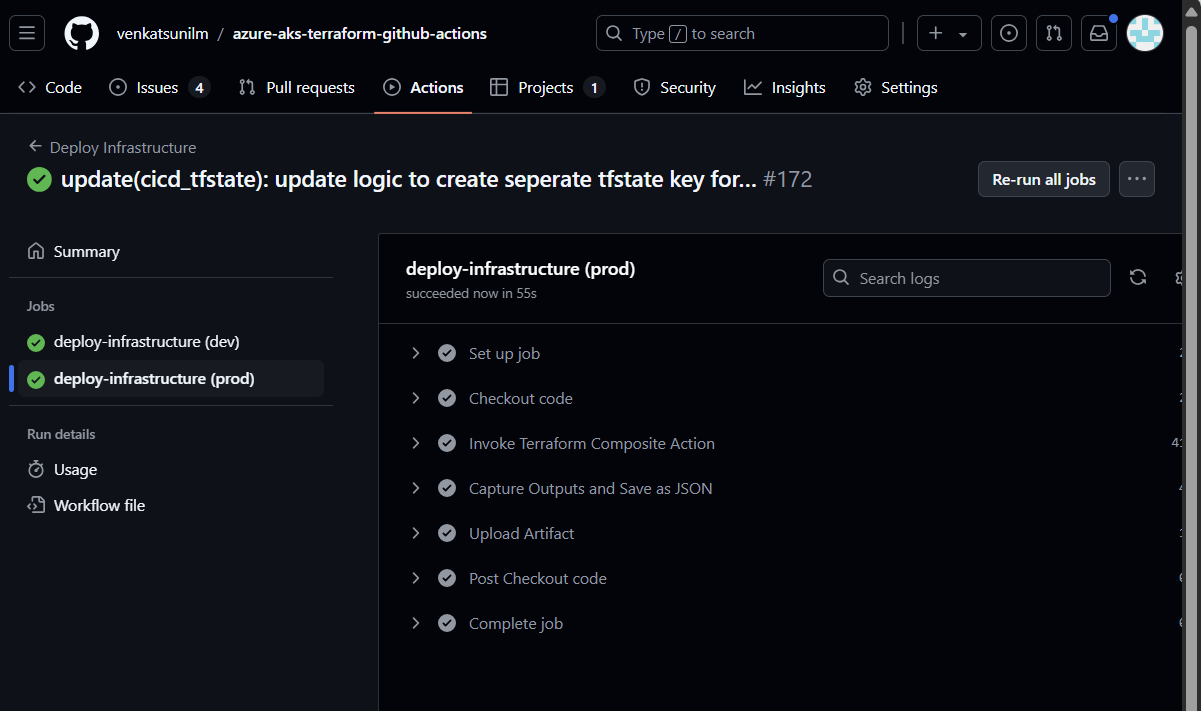 venkatsunilm / azure-aks-terraform-github-actions
Type / to search
Code
Issues 4
Pull requests
Actions
Projects 1
Security
Insights
Settings
Deploy Infrastructure
update(cicd_tfstate): update logic to create seperate tfstate key for... #172
Re-run all jobs
Summary
Jobs
deploy-infrastructure (dev)
deploy-infrastructure (prod)
Run details
Usage
Workflow file
deploy-infrastructure (prod)
succeeded now in 55s
Search logs
Set up job
Checkout code
Invoke Terraform Composite Action
Capture Outputs and Save as JSON
Upload Artifact
Post Checkout code
Complete job